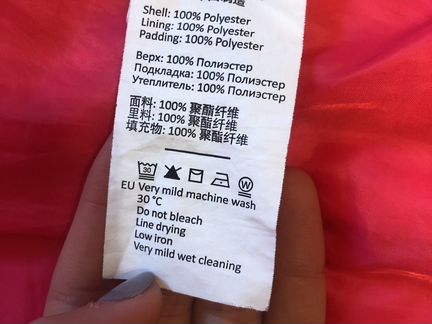 Shell: 100% Polyester
Lining: 100% Polyester
Padding: 100% Polyester
Верх: 100% Полиэстер
Подкладка: 100% Полиэстер
Утеплитель: 100% Полиэстер
面料: 100% 聚酯纤维
里料: 100% 聚酯纤维
填充物: 100% 聚酯纤维
30 W
EU Very mild machine wash
30 °C
Do not bleach
Line drying
Low iron
Very mild wet cleaning